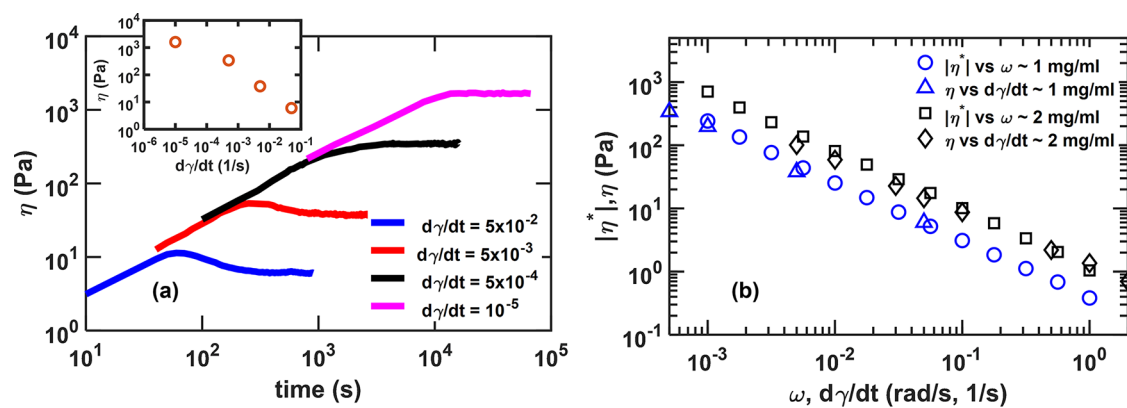 10^4
10^3
10^2
10^1
10^0
η (Pa)
10^1
10^2
10^3
10^4
10^5
time (s)
(a)
dγ/dt = 5x10^-2
dγ/dt = 5x10^-3
dγ/dt = 5x10^-4
dγ/dt = 10^-5
10^4
10^3
10^2
10^1
10^0
η (Pa)
10^-6
10^-5
10^-4
10^-3
10^-2
10^-1
dγ/dt (1/s)
10^3
10^2
10^1
10^0
10^-1
|η*|,η (Pa)
10^-3
10^-2
10^-1
10^0
ω, dγ/dt (rad/s, 1/s)
(b)
|η*| vs ω ~ 1 mg/ml
η vs dγ/dt ~ 1 mg/ml
|η*| vs ω ~ 2 mg/ml
η vs dγ/dt ~ 2 mg/ml